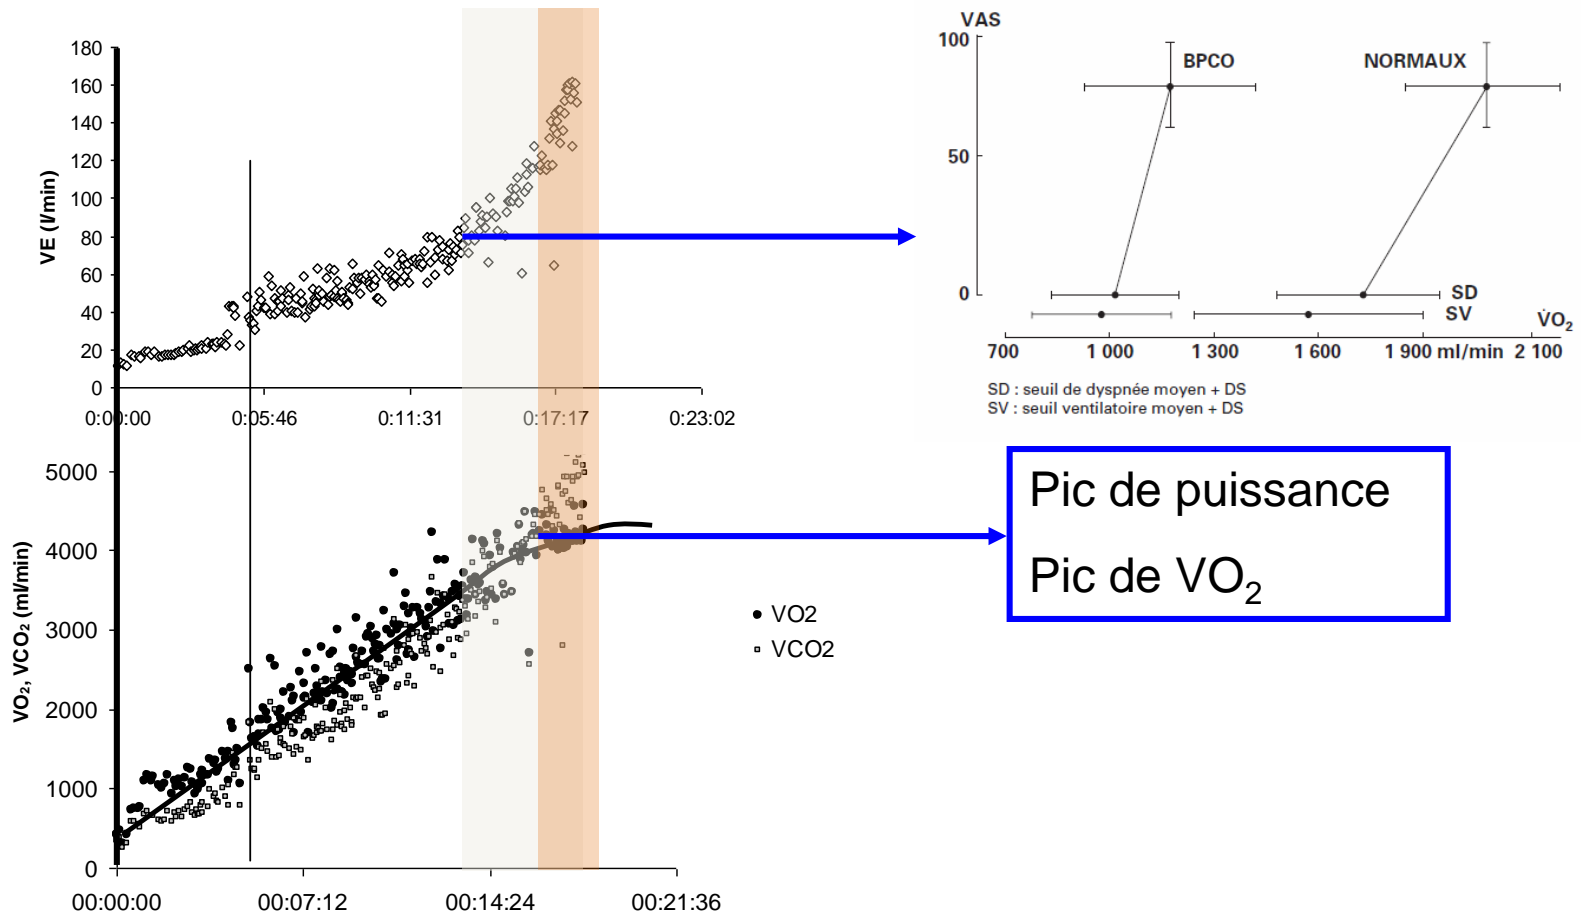 180
160
140
120
100
80
60
40
20
0
VE (l/min)
0:00:00 0:05:46 0:11:31 0:17:17 0:23:02
VAS
100
50
0
BPCO NORMAUX
SD
SV
V̇O₂
700 1 000 1 300 1 600 1 900 ml/min 2 100
SD : seuil de dyspnée moyen + DS
SV : seuil ventilatoire moyen + DS
5000
4000
3000
2000
1000
0
VO₂, VCO₂ (ml/min)
00:00:00 00:07:12 00:14:24 00:21:36
VO2
VCO2
Pic de puissance
Pic de VO₂